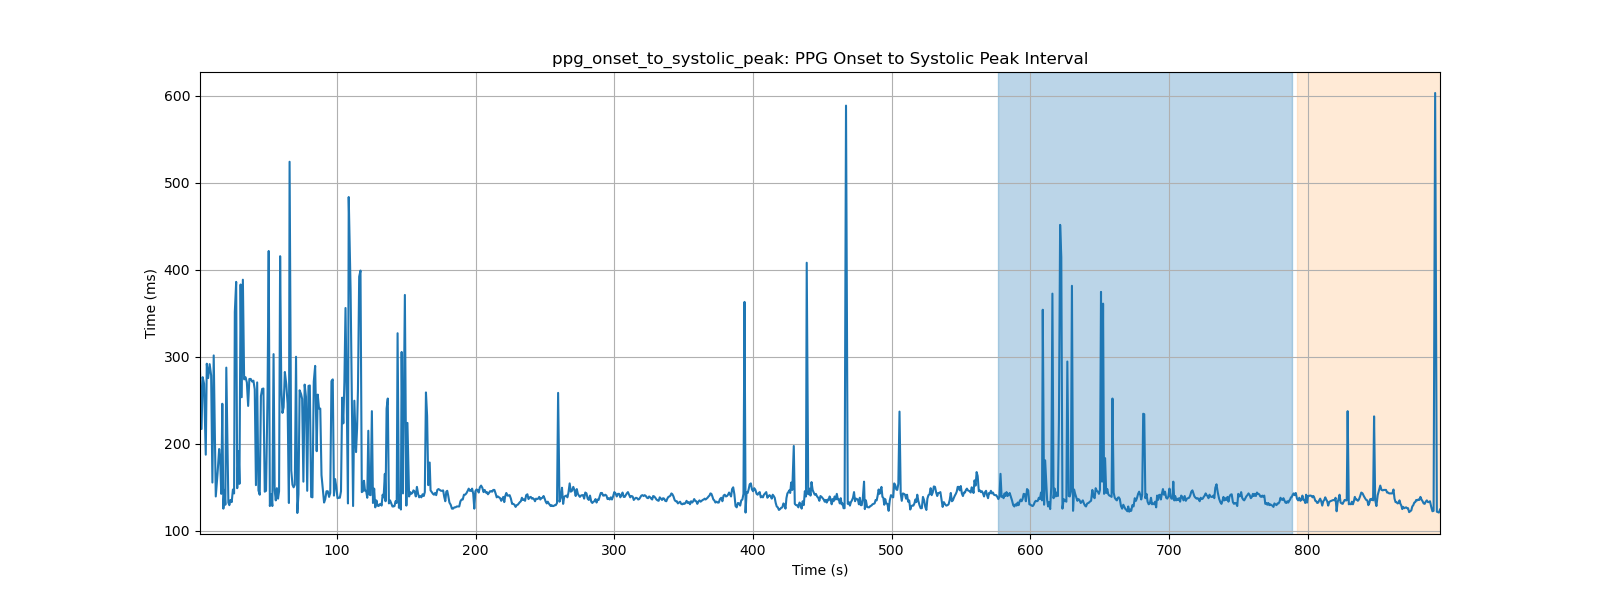 ppg_onset_to_systolic_peak: PPG Onset to Systolic Peak Interval
600
500
400
300
200
100
Time (ms)
100 200 300 400 500 600 700 800
Time (s)